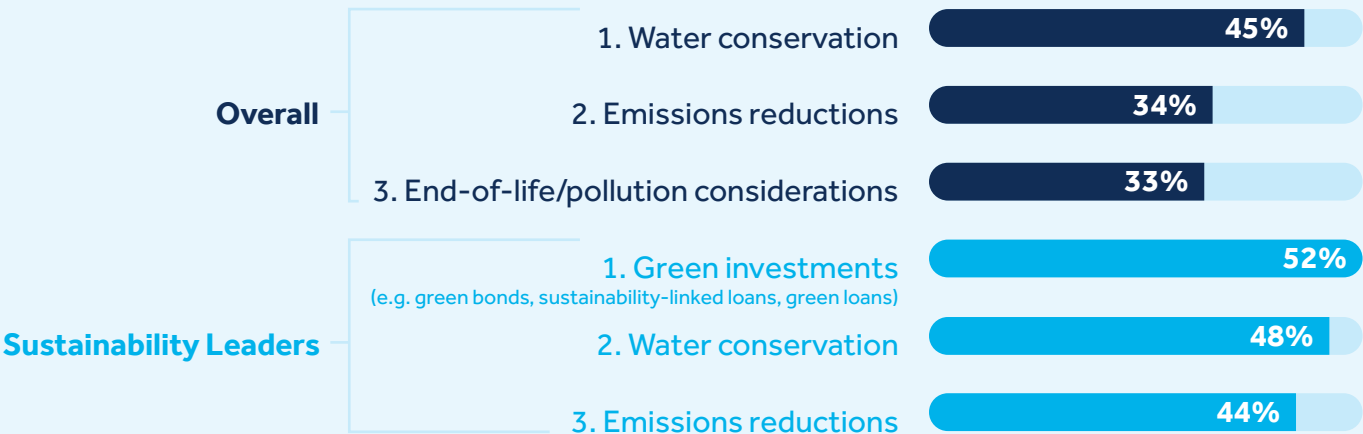 Overall
1. Water conservation 45%
2. Emissions reductions 34%
3. End-of-life/pollution considerations 33%
Sustainability Leaders
1. Green investments 52%
(e.g. green bonds, sustainability-linked loans, green loans)
2. Water conservation 48%
3. Emissions reductions 44%